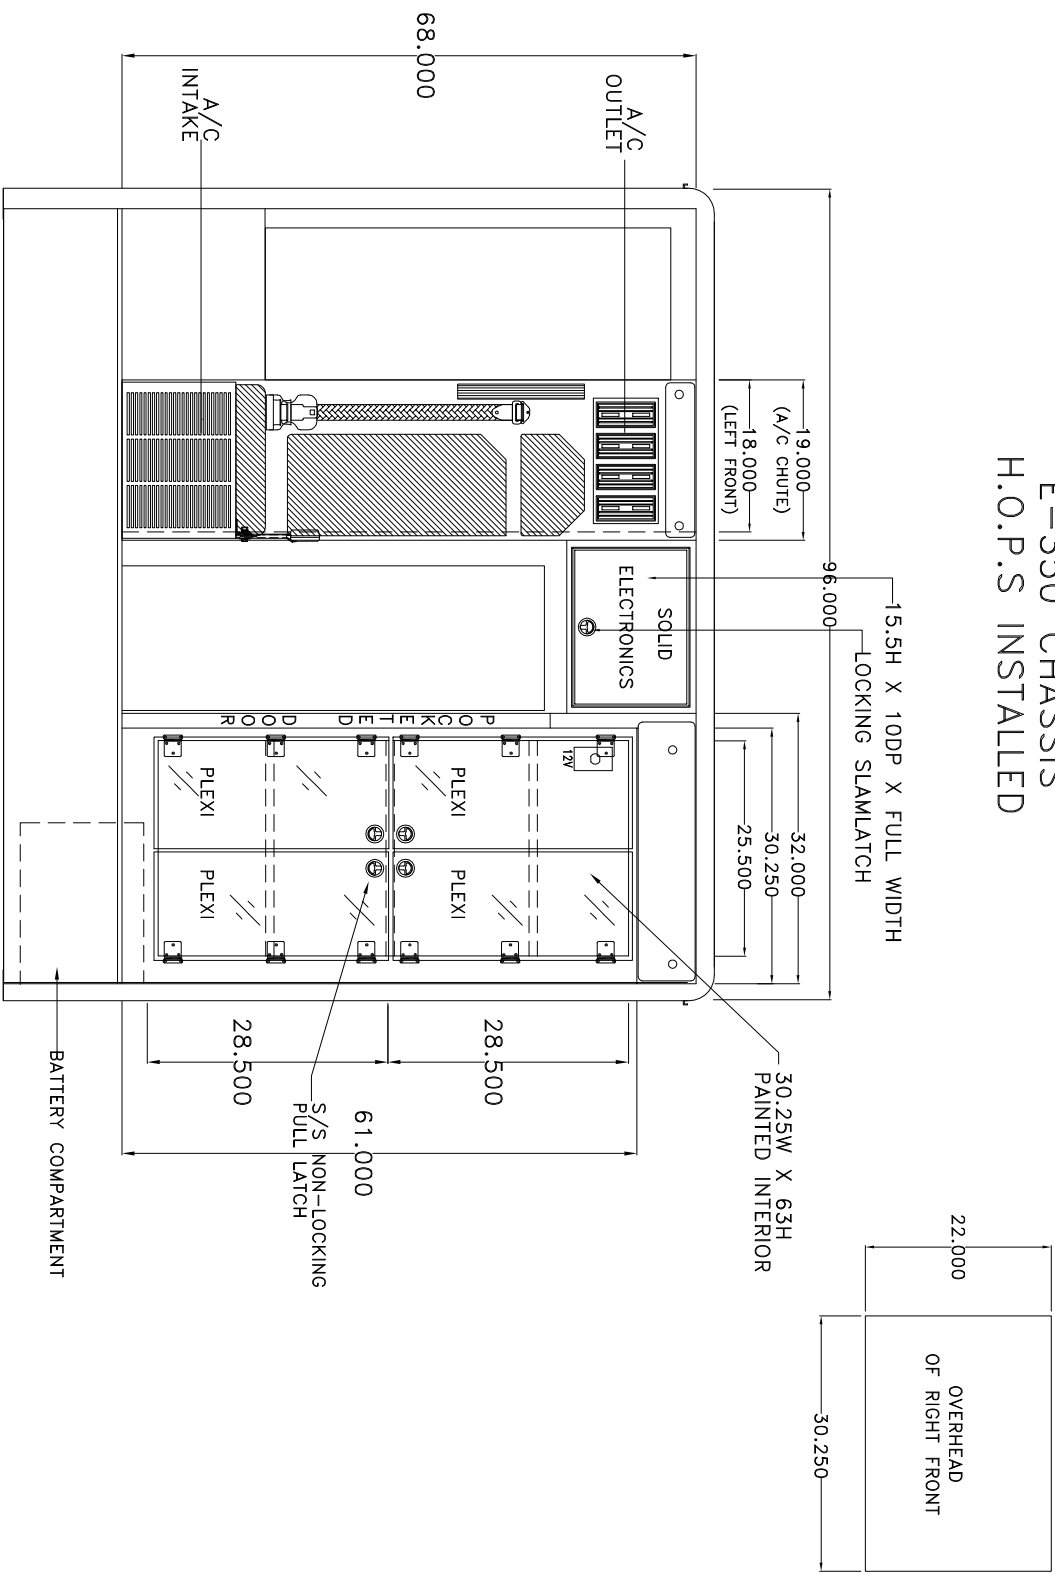 H.O.P.S INSTALLED
68.000
A/C
INTAKE
A/C
OUTLET
19.000
(A/C CHUTE)
18.000
(LEFT FRONT)
96.000
15.5H X 10DP X FULL WIDTH
LOCKING SLAMLATCH
SOLID
ELECTRONICS
POCKET DOOR
32.000
30.250
25.500
12V
PLEXI
PLEXI
PLEXI
PLEXI
28.500
28.500
61.000
30.25W X 63H
PAINTED INTERIOR
S/S NON-LOCKING
PULL LATCH
BATTERY COMPARTMENT
22.000
OVERHEAD
OF RIGHT FRONT
30.250